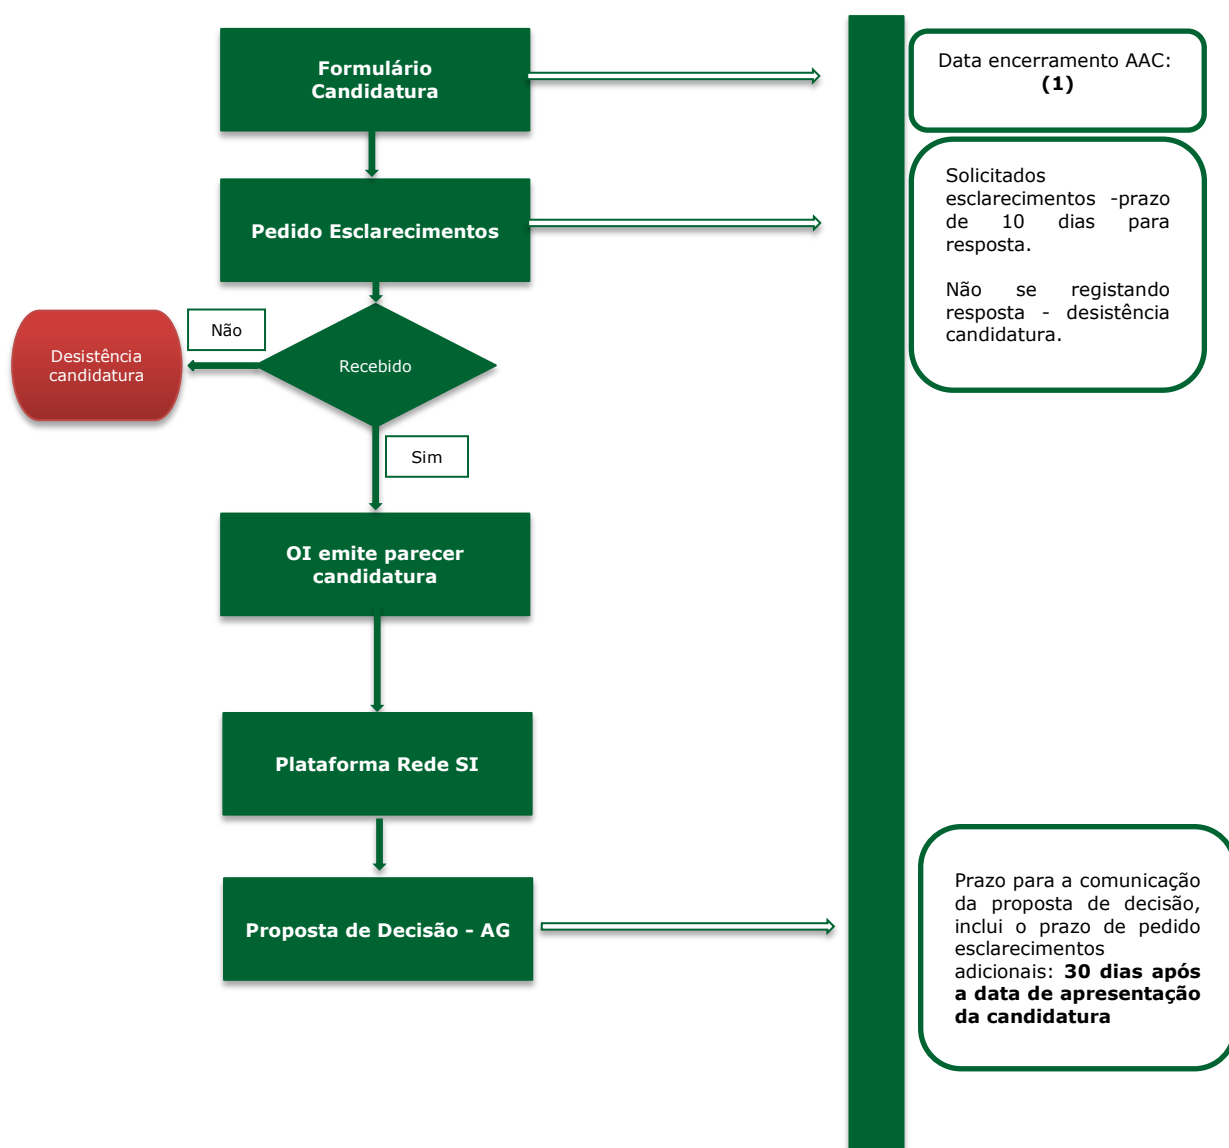 Formulário
Candidatura
Data encerramento AAC:
(1)
Pedido Esclarecimentos
Solicitados
esclarecimentos -prazo
de 10 dias para
resposta.
Não se registando
resposta - desistência
candidatura.
Não
Desistência
candidatura
Recebido
Sim
OI emite parecer
candidatura
Plataforma Rede SI
Proposta de Decisão - AG
Prazo para a comunicação
da proposta de decisão,
inclui o prazo de pedido
esclarecimentos
adicionais: 30 dias após
a data de apresentação
da candidatura